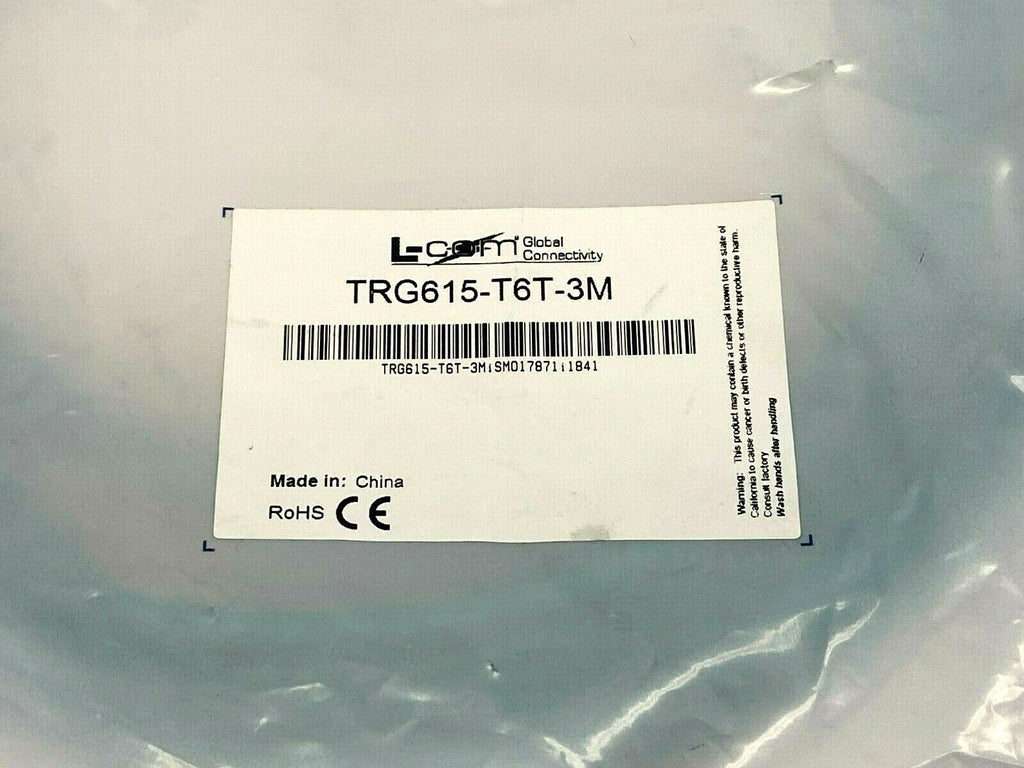 L-com® Global
Connectivity
TRG615-T6T-3M
TRG615-T6T-3M¡SM017871¡¡1841
Made in: China
RoHS CE
Warning: This product may contain a chemical known to the state of
California to cause cancer or birth defects or other reproductive harm.
Consult factory
Wash hands after handling